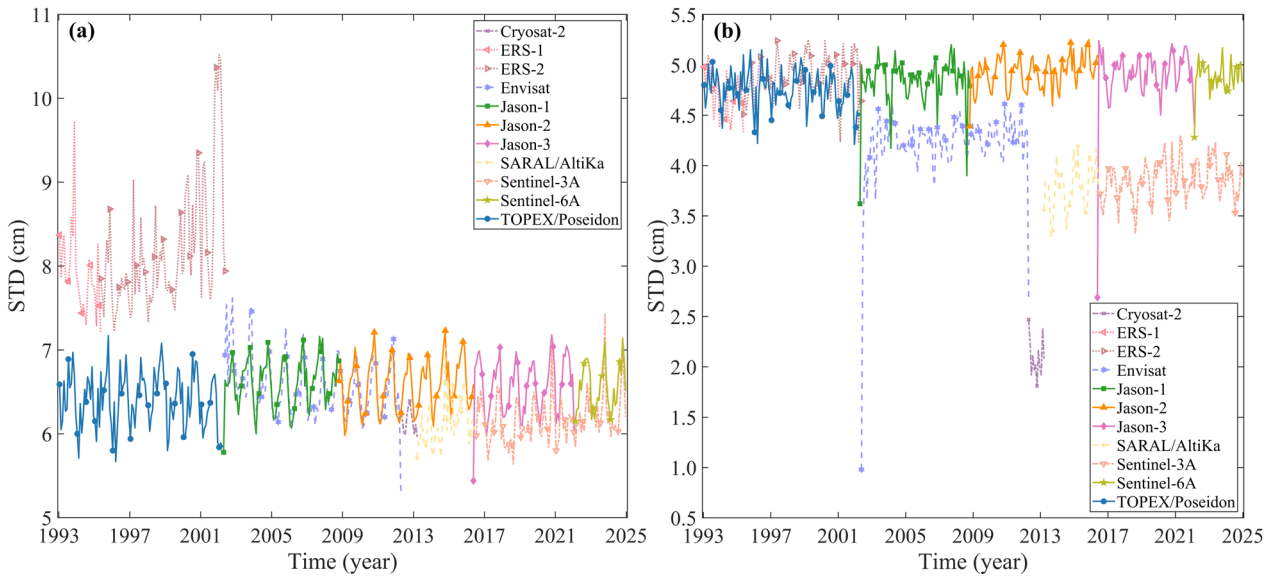 (a)
STD (cm)
11
10
9
8
7
6
5
1993 1997 2001 2005 2009 2013 2017 2021 2025
Time (year)
Cryosat-2
ERS-1
ERS-2
Envisat
Jason-1
Jason-2
Jason-3
SARAL/AltiKa
Sentinel-3A
Sentinel-6A
TOPEX/Poseidon
(b)
STD (cm)
5.5
5.0
4.5
4.0
3.5
3.0
2.5
2.0
1.5
1.0
0.5
1993 1997 2001 2005 2009 2013 2017 2021 2025
Time (year)
Cryosat-2
ERS-1
ERS-2
Envisat
Jason-1
Jason-2
Jason-3
SARAL/AltiKa
Sentinel-3A
Sentinel-6A
TOPEX/Poseidon